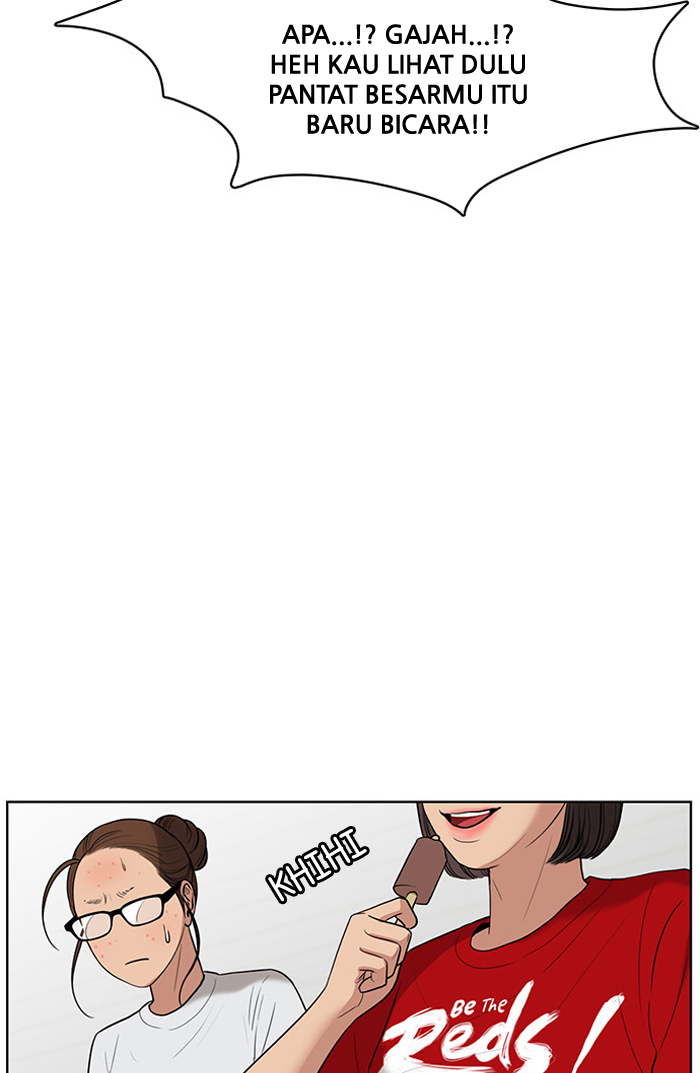 APA...!? GAJAH...!?
HEH KAU LIHAT DULU
PANTAT BESARMU ITU
BARU BICARA!!
KHIHI
Be The
Reds!